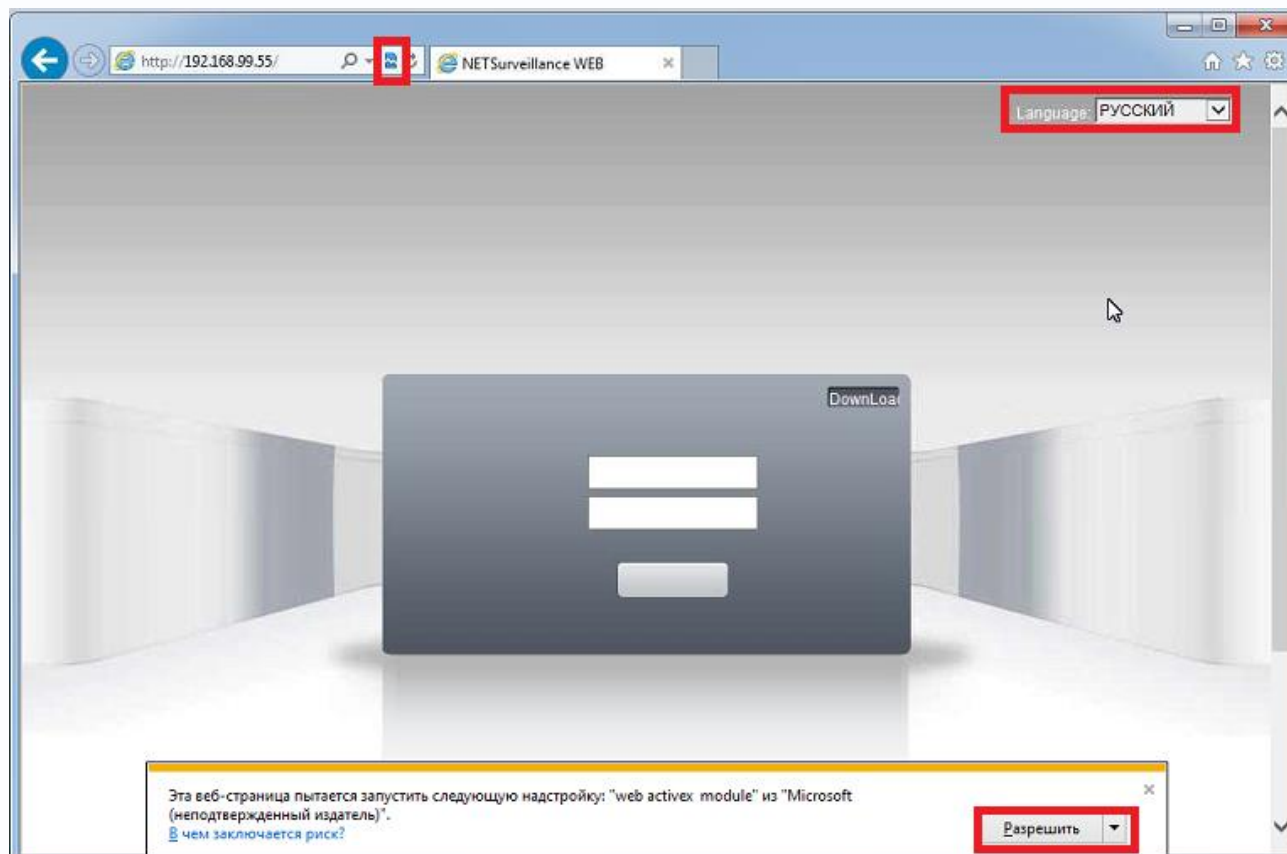 http://192.168.99.55/
NETSurveillance WEB
Language: РУССКИЙ
DownLoad
Эта веб-страница пытается запустить следующую надстройку: "web activex module" из "Microsoft
(неподтвержденный издатель)".
В чем заключается риск?
Разрешить